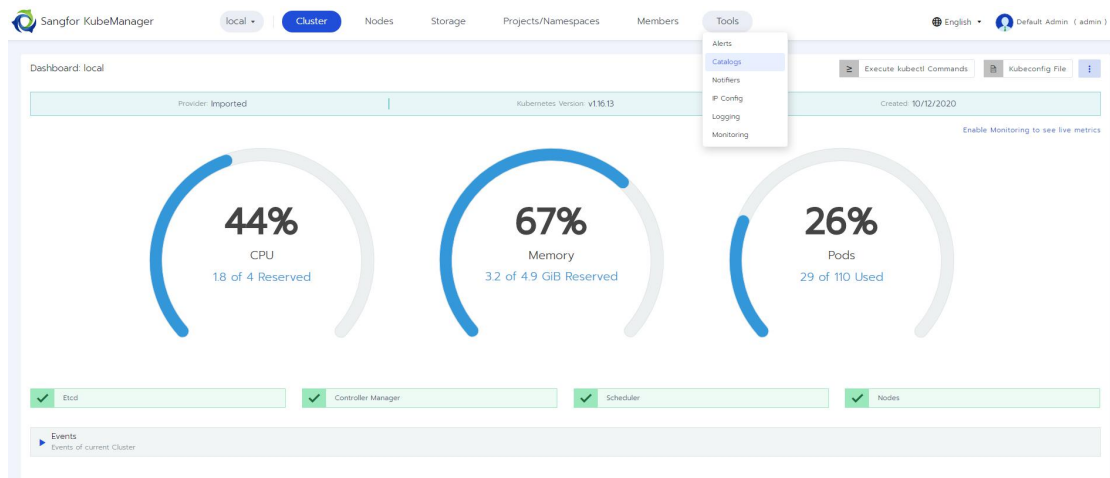 Sangfor KubeManager
local
Cluster
Nodes
Storage
Projects/Namespaces
Members
Tools
English
Default Admin ( admin )
Alerts
Catalogs
Notifiers
IP Config
Logging
Monitoring
Dashboard: local
Execute kubectl Commands
Kubeconfig File
Provider: Imported
Kubernetes Version: v1.16.13
Created: 10/12/2020
Enable Monitoring to see live metrics
44%
CPU
1.8 of 4 Reserved
67%
Memory
3.2 of 4.9 GiB Reserved
26%
Pods
29 of 110 Used
Etcd
Controller Manager
Scheduler
Nodes
Events
Events of current Cluster